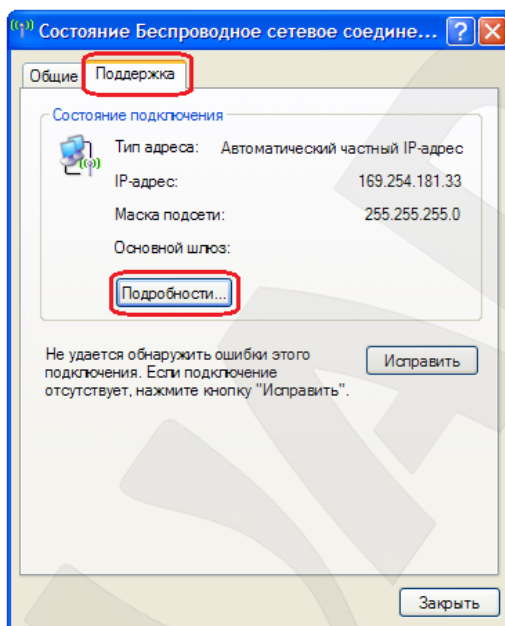 Состояние Беспроводное сетевое соедине...
Общие
Поддержка
Состояние подключения
Тип адреса: Автоматический частный IP-адрес
IP-адрес: 169.254.181.33
Маска подсети: 255.255.255.0
Основной шлюз:
Подробности...
Не удается обнаружить ошибки этого
подключения. Если подключение
отсутствует, нажмите кнопку "Исправить".
Исправить
Закрыть